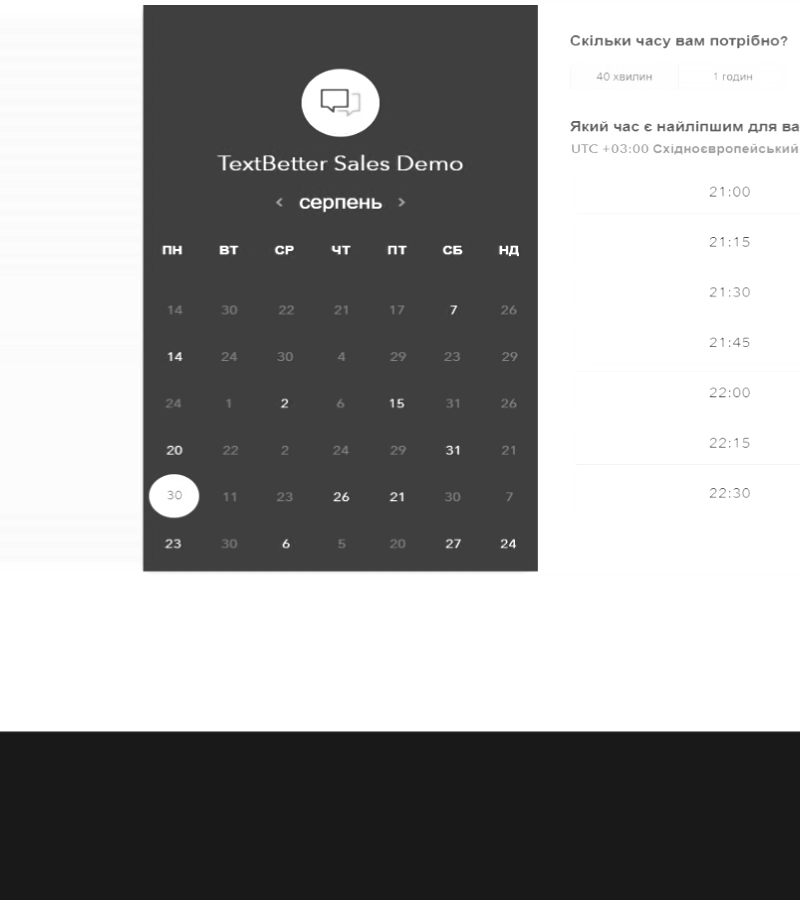 TextBetter Sales Demo
серпень
ПН ВТ СР ЧТ ПТ СБ НД
14 30 22 21 17 7 26
14 24 30 4 29 23 29
24 1 2 6 15 31 26
20 22 2 24 29 31 21
30 11 23 26 21 30 7
23 30 6 5 20 27 24
Скільки часу вам потрібно?
40 хвилин 1 годин
Який час є найліпшим для ва
UTC +03:00 Східноєвропейський
21:00
21:15
21:30
21:45
22:00
22:15
22:30